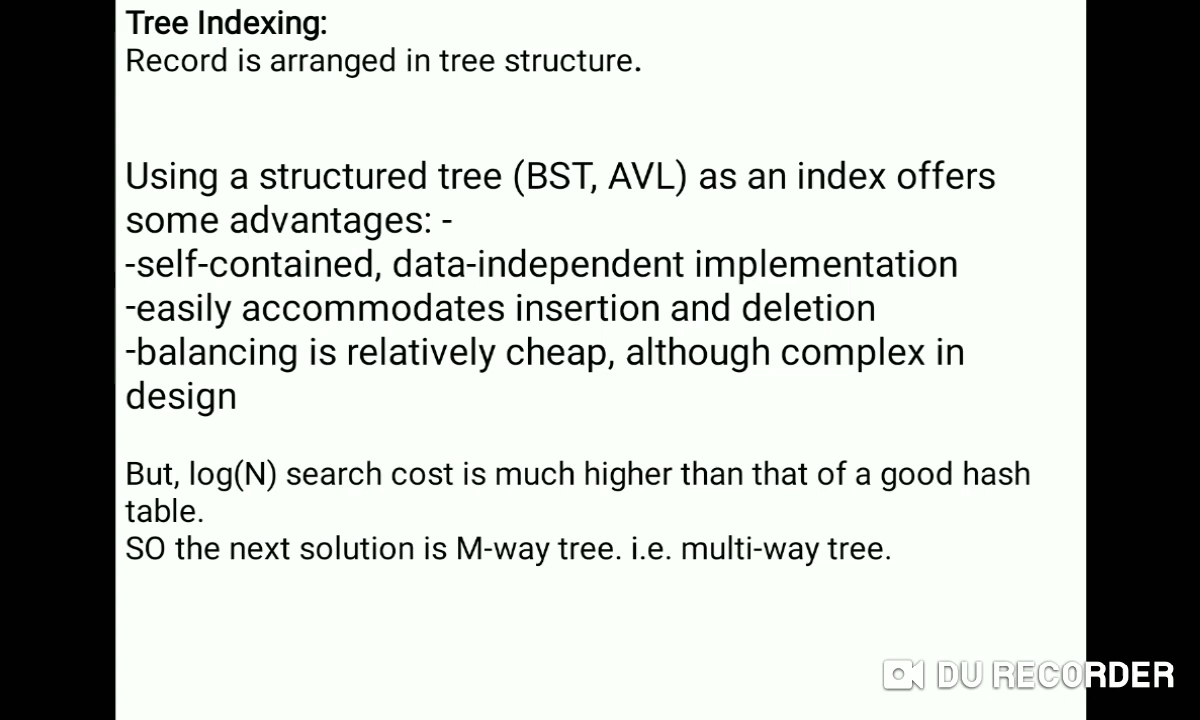 Tree Indexing:
Record is arranged in tree structure.
Using a structured tree (BST, AVL) as an index offers
some advantages: -
-self-contained, data-independent implementation
-easily accommodates insertion and deletion
-balancing is relatively cheap, although complex in
design
But, log(N) search cost is much higher than that of a good hash
table.
SO the next solution is M-way tree. i.e. multi-way tree.
DU RECORDER